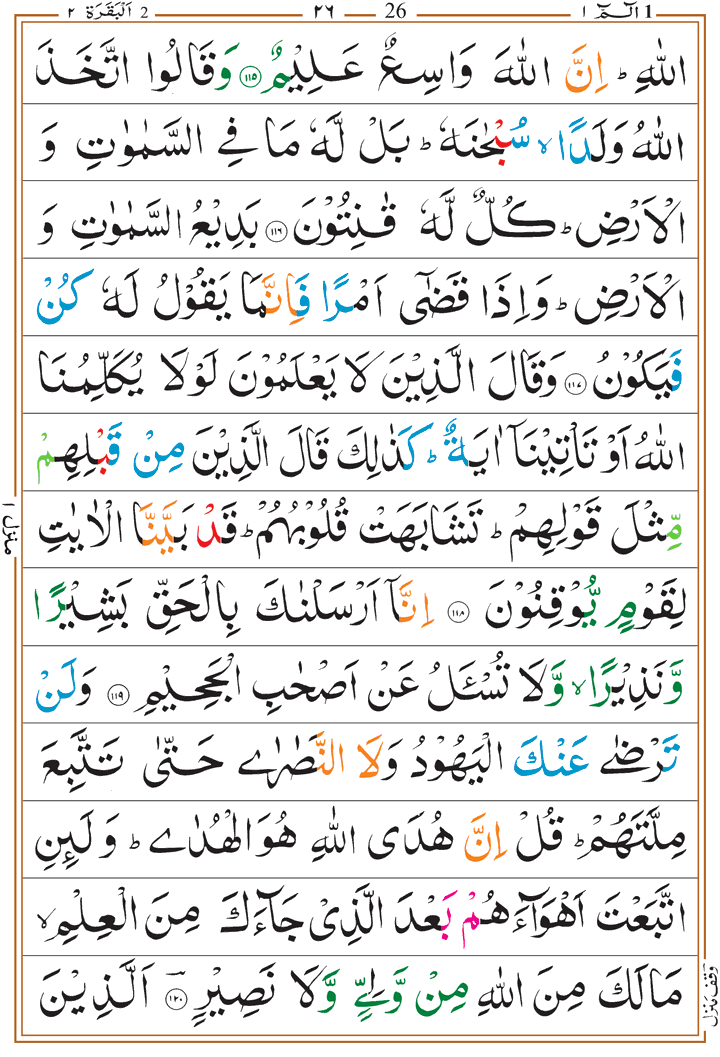 الٓمّٓ ١ 1
26 ٢٦
2 اَلْبَقَرَة ٢
اللّٰهِ ؕ اِنَّ اللّٰهَ وَاسِعٌ عَلِيْمٌ ﴿۱۱۵﴾ وَقَالُوا اتَّخَذَ
اللّٰهُ وَلَدًا ۙ سُبْحٰنَهٗ ؕ بَلْ لَّهٗ مَا فِي السَّمٰوٰتِ وَ
الْاَرْضِ ؕ كُلٌّ لَّهٗ قٰنِتُوْنَ ﴿۱۱۶﴾ بَدِيْعُ السَّمٰوٰتِ وَ
الْاَرْضِ ؕ وَاِذَا قَضٰٓى اَمْرًا فَاِنَّمَا يَقُوْلُ لَهٗ كُنْ
فَيَكُوْنُ ﴿۱۱۷﴾ وَقَالَ الَّذِيْنَ لَا يَعْلَمُوْنَ لَوْلَا يُكَلِّمُنَا
اللّٰهُ اَوْ تَاْتِيْنَآ اٰيَةٌ ؕ كَذٰلِكَ قَالَ الَّذِيْنَ مِنْ قَبْلِهِمْ
مِّثْلَ قَوْلِهِمْ ؕ تَشَابَهَتْ قُلُوْبُهُمْ ؕ قَدْ بَيَّنَّا الْاٰيٰتِ
لِقَوْمٍ يُّوْقِنُوْنَ ﴿۱۱۸﴾ اِنَّآ اَرْسَلْنٰكَ بِالْحَقِّ بَشِيْرًا
وَّنَذِيْرًا ۙ وَّلَا تُسْـَٔلُ عَنْ اَصْحٰبِ الْجَحِيْمِ ﴿۱۱۹﴾ وَلَنْ
تَرْضٰى عَنْكَ الْيَهُوْدُ وَلَا النَّصٰرٰى حَتّٰى تَتَّبِعَ
مِلَّتَهُمْ ؕ قُلْ اِنَّ هُدَى اللّٰهِ هُوَ الْهُدٰى ؕ وَلَئِنِ
اتَّبَعْتَ اَهْوَآءَهُمْ بَعْدَ الَّذِيْ جَآءَكَ مِنَ الْعِلْمِ ۙ
مَا لَكَ مِنَ اللّٰهِ مِنْ وَّلِيٍّ وَّلَا نَصِيْرٍ ﴿۱۲۰﴾ اَلَّذِيْنَ
منزل ١
وقف منزل